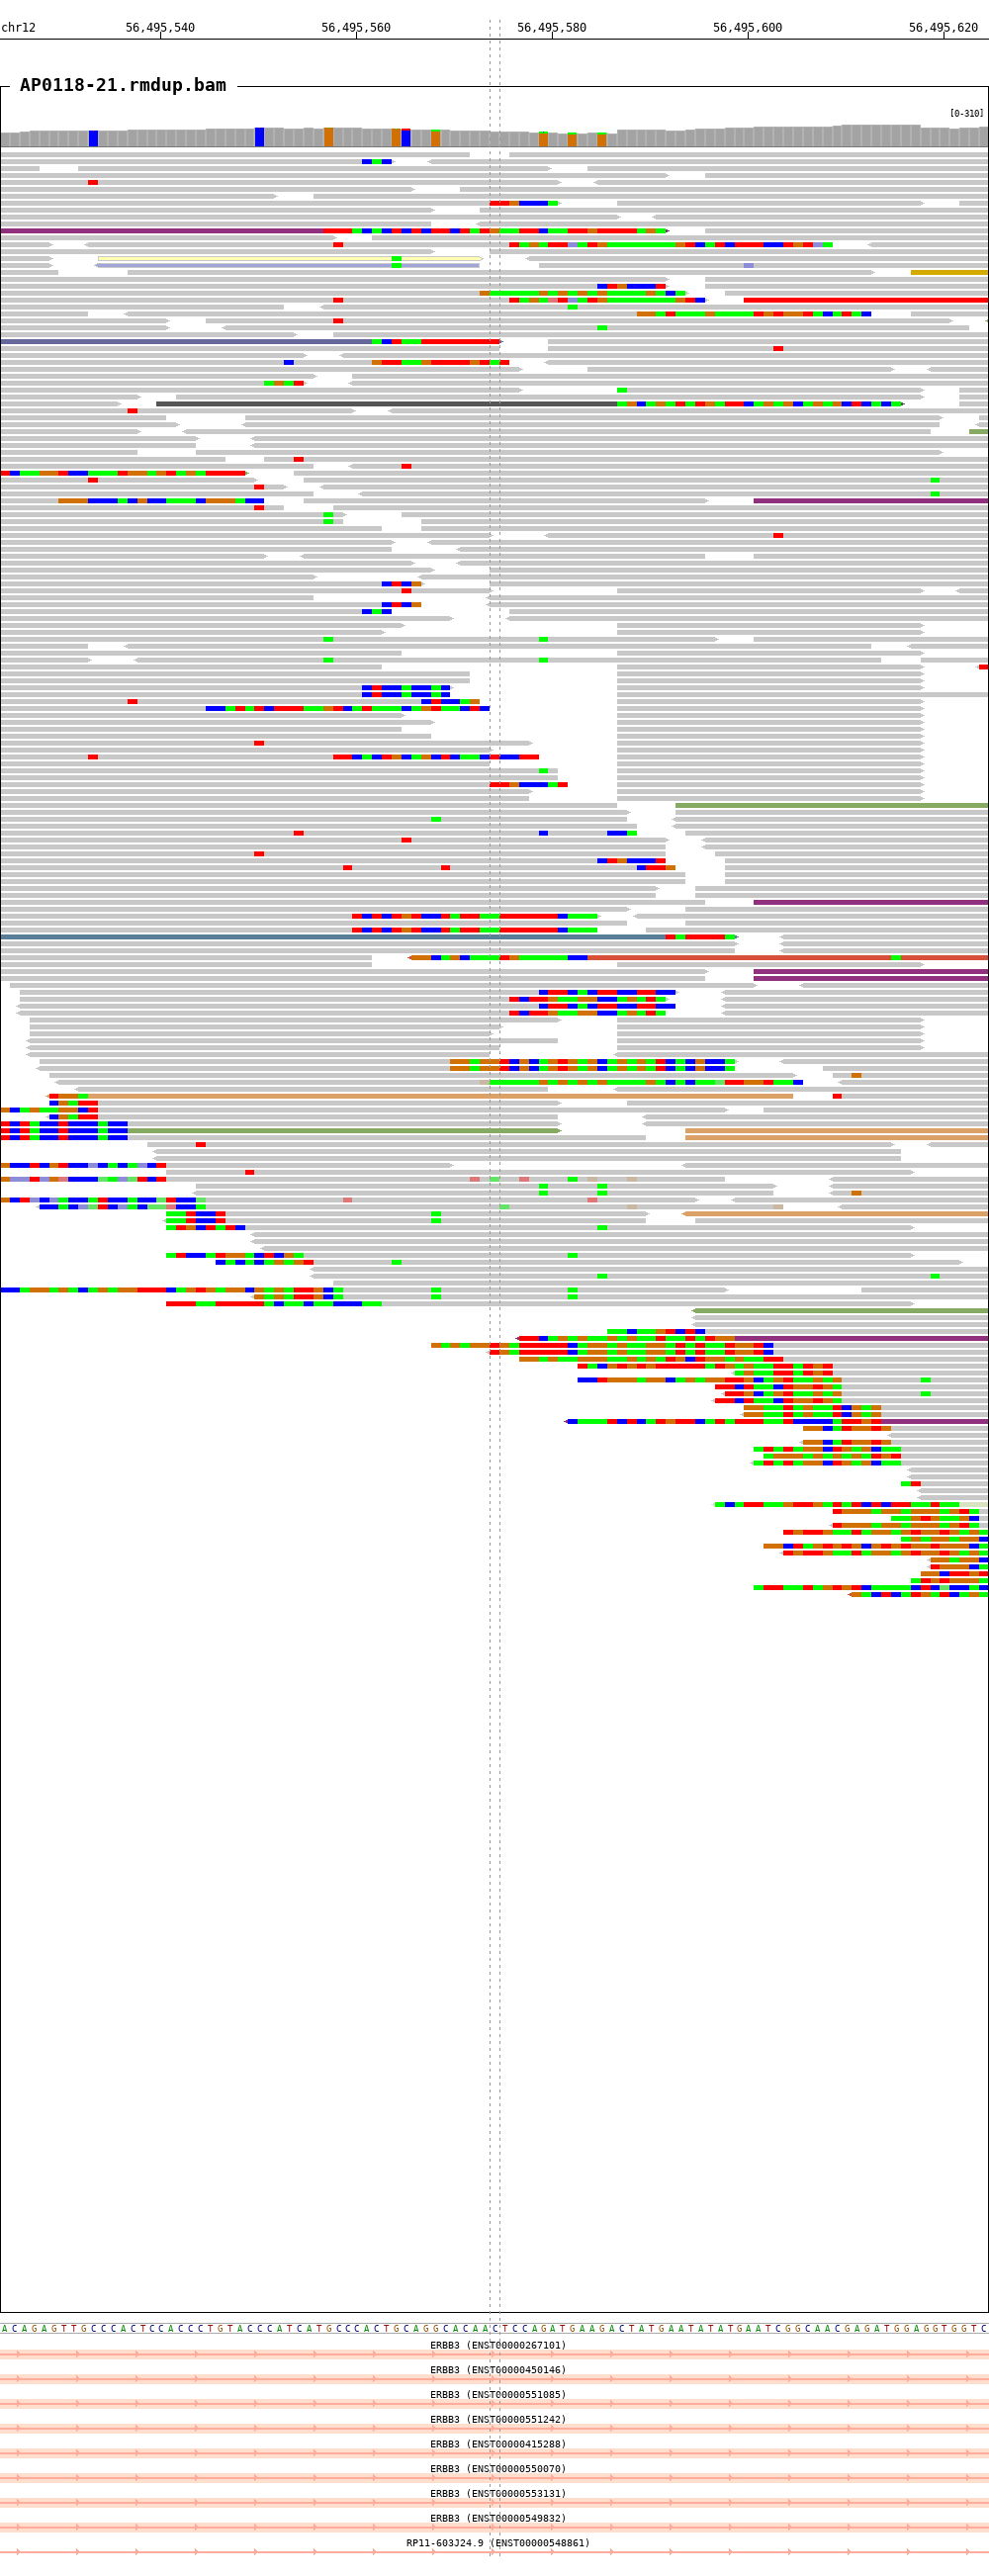 chr12 56,495,540 56,495,560 56,495,580 56,495,600 56,495,620
AP0118-21.rmdup.bam
[0-310]
A C A G A G T T G C C C A C T C C A C C C T G T A C C C A T C A T G C C C A C T G C A G G C A C A A C T C C A G A T G A A G A C T A T G A A T A T A T G A A T C G G C A A C G A G A T G G A G G T G G T C
ERBB3 (ENST00000267101)
ERBB3 (ENST00000450146)
ERBB3 (ENST00000551085)
ERBB3 (ENST00000551242)
ERBB3 (ENST00000415288)
ERBB3 (ENST00000550070)
ERBB3 (ENST00000553131)
ERBB3 (ENST00000549832)
RP11-603J24.9 (ENST00000548861)